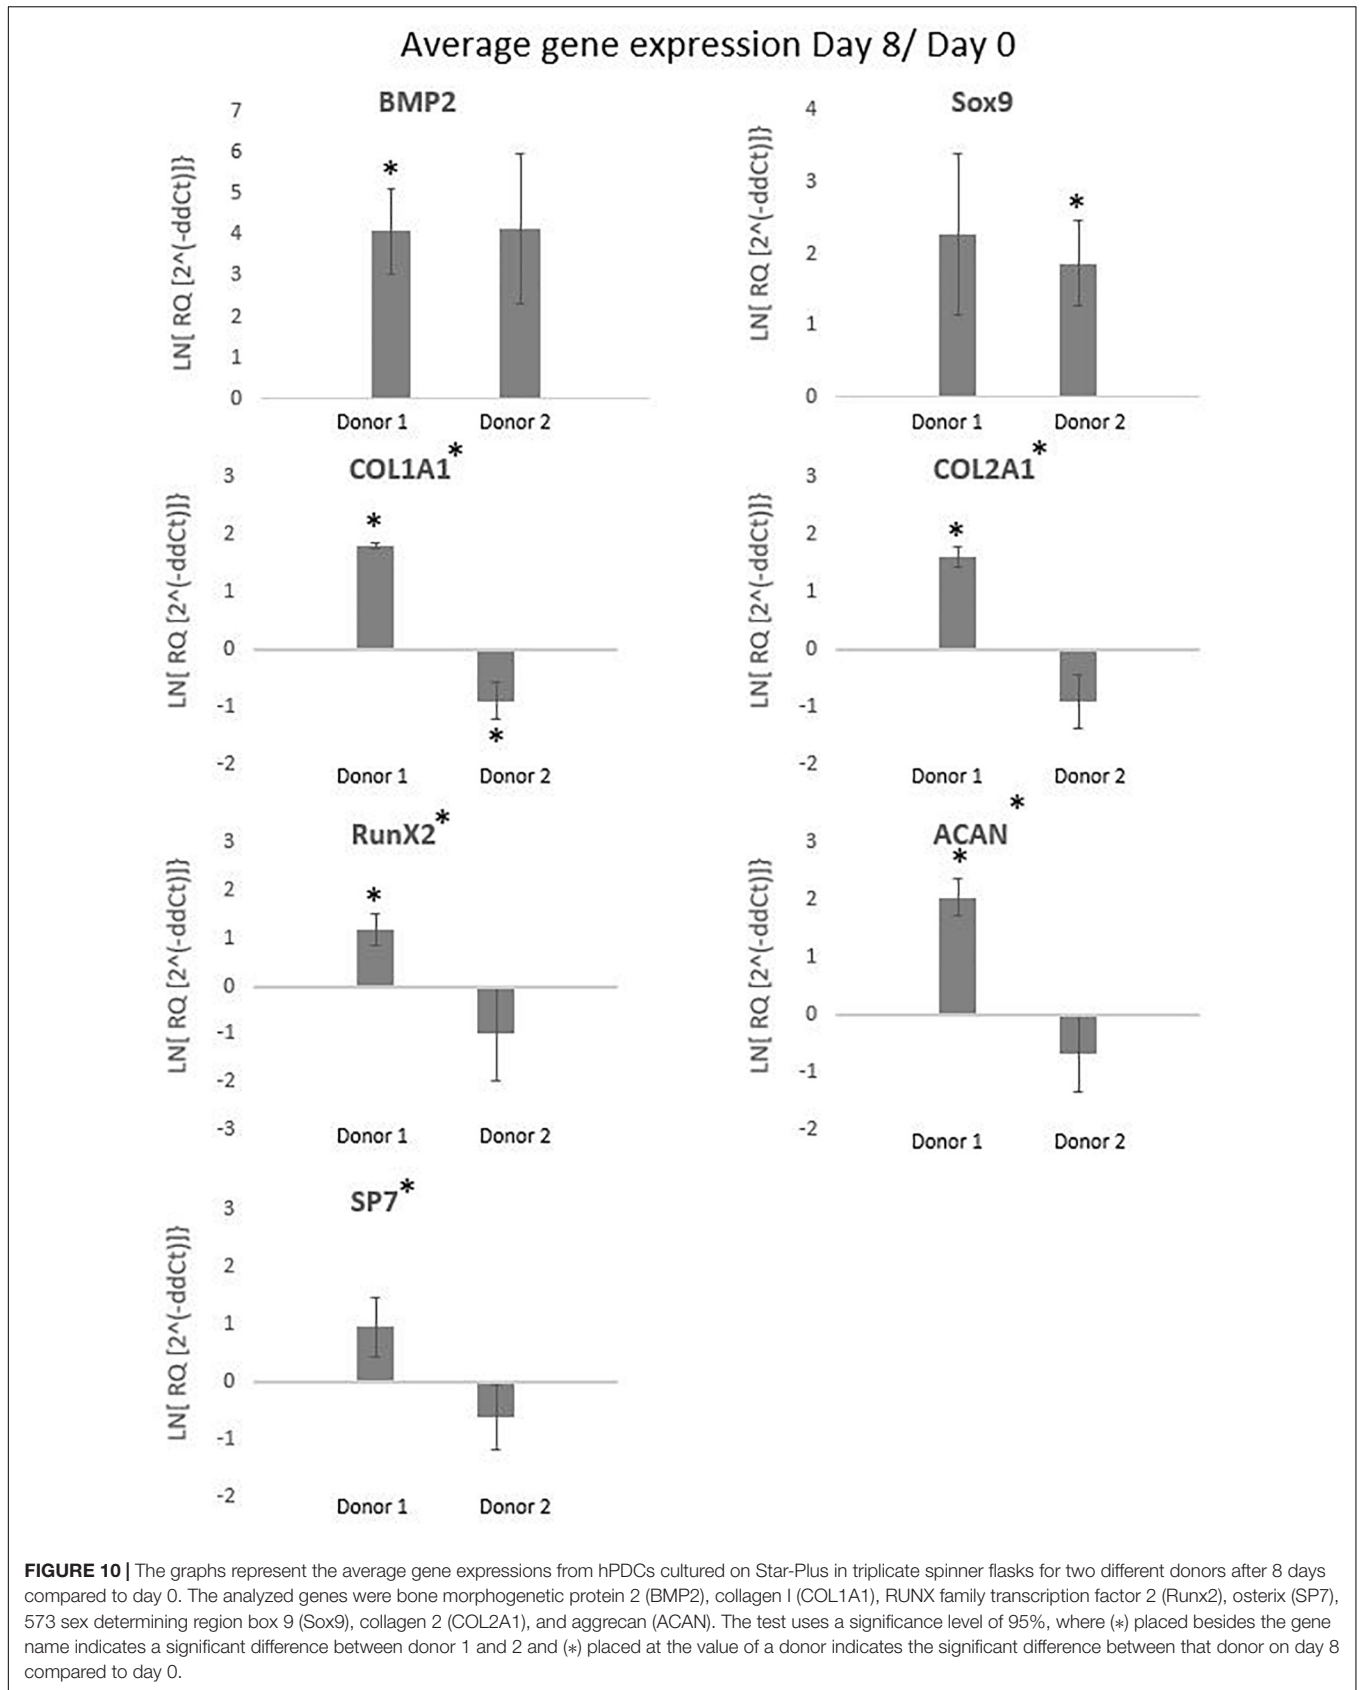 Average gene expression Day 8/ Day 0
BMP2
LN[ RQ [2^(-ddCt)]}
7
6
5
4
3
2
1
0
*
Donor 1
Donor 2
Sox9
LN[ RQ [2^(-ddCt)]}
4
3
2
1
0
*
Donor 1
Donor 2
COL1A1*
LN[ RQ [2^(-ddCt)]}
3
2
1
0
-1
-2
*
*
Donor 1
Donor 2
COL2A1*
LN[ RQ [2^(-ddCt)]}
3
2
1
0
-1
-2
*
Donor 1
Donor 2
RunX2*
LN[ RQ [2^(-ddCt)]}
3
2
1
0
-1
-2
-3
*
Donor 1
Donor 2
ACAN *
LN[ RQ [2^(-ddCt)]}
3
2
1
0
-1
-2
*
Donor 1
Donor 2
SP7*
LN[ RQ [2^(-ddCt)]}
3
2
1
0
-1
-2
Donor 1
Donor 2
FIGURE 10 | The graphs represent the average gene expressions from hPDCs cultured on Star-Plus in triplicate spinner flasks for two different donors after 8 days
compared to day 0. The analyzed genes were bone morphogenetic protein 2 (BMP2), collagen I (COL1A1), RUNX family transcription factor 2 (Runx2), osterix (SP7),
573 sex determining region box 9 (Sox9), collagen 2 (COL2A1), and aggrecan (ACAN). The test uses a significance level of 95%, where (*) placed besides the gene
name indicates a significant difference between donor 1 and 2 and (*) placed at the value of a donor indicates the significant difference between that donor on day 8
compared to day 0.